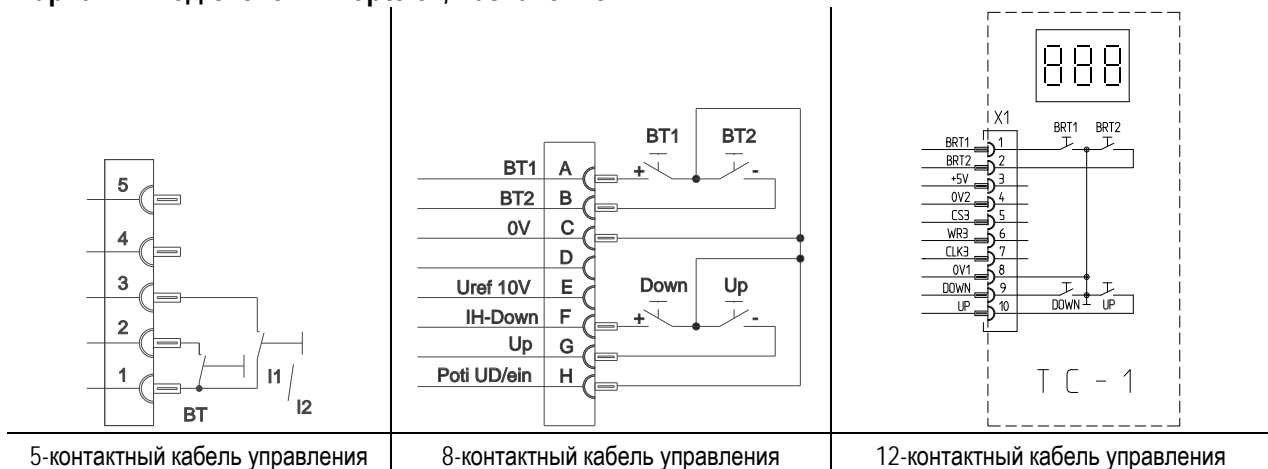 5
4
3
2
1
BT
I1
I2
BT1 BT2
BT1 A + -
BT2 B
0V C
D
Uref 10V E Down Up
IH-Down F + -
Up G
Poti UD/ein H
888
X1
BRT1 BRT2
BRT1 1
BRT2 2
+5V 3
0V2 4
CS3 5
WR3 6
CLK3 7
0V1 8
DOWN 9
UP 10
DOWN UP
TC-1
5-контактный кабель управления
8-контактный кабель управления
12-контактный кабель управления